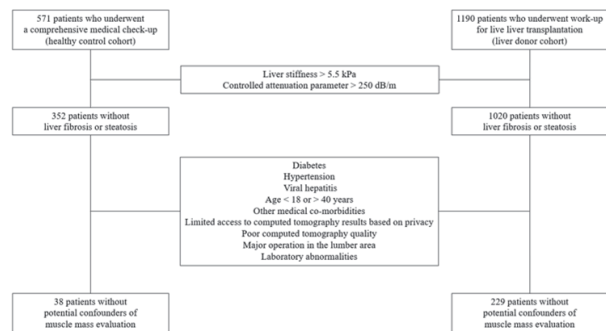 571 patients who underwent
a comprehensive medical check-up
(healthy control cohort)
1190 patients who underwent work-up
for live liver transplantation
(liver donor cohort)
Liver stiffness > 5.5 kPa
Controlled attenuation parameter > 250 dB/m
352 patients without
liver fibrosis or steatosis
1020 patients without
liver fibrosis or steatosis
Diabetes
Hypertension
Viral hepatitis
Age < 18 or > 40 years
Other medical co-morbidities
Limited access to computed tomography results based on privacy
Poor computed tomography quality
Major operation in the lumber area
Laboratory abnormalities
38 patients without
potential confounders of
muscle mass evaluation
229 patients without
potential confounders of
muscle mass evaluation